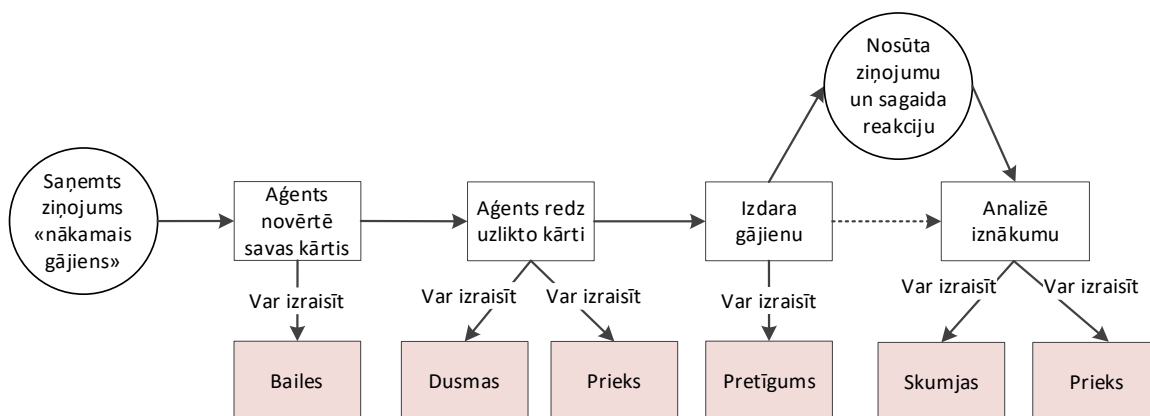 Nosūta
ziņojumu
un sagaida
reakciju
Saņemts
ziņojums
«nākamais
gājiens»
Aģents
novērtē
savas kārtis
Aģents redz
uzlikto kārti
Izdara
gājienu
Analizē
iznākumu
Var izraisīt
Var izraisīt
Var izraisīt
Var izraisīt
Var izraisīt
Var izraisīt
Bailes
Dusmas
Prieks
Pretīgums
Skumjas
Prieks